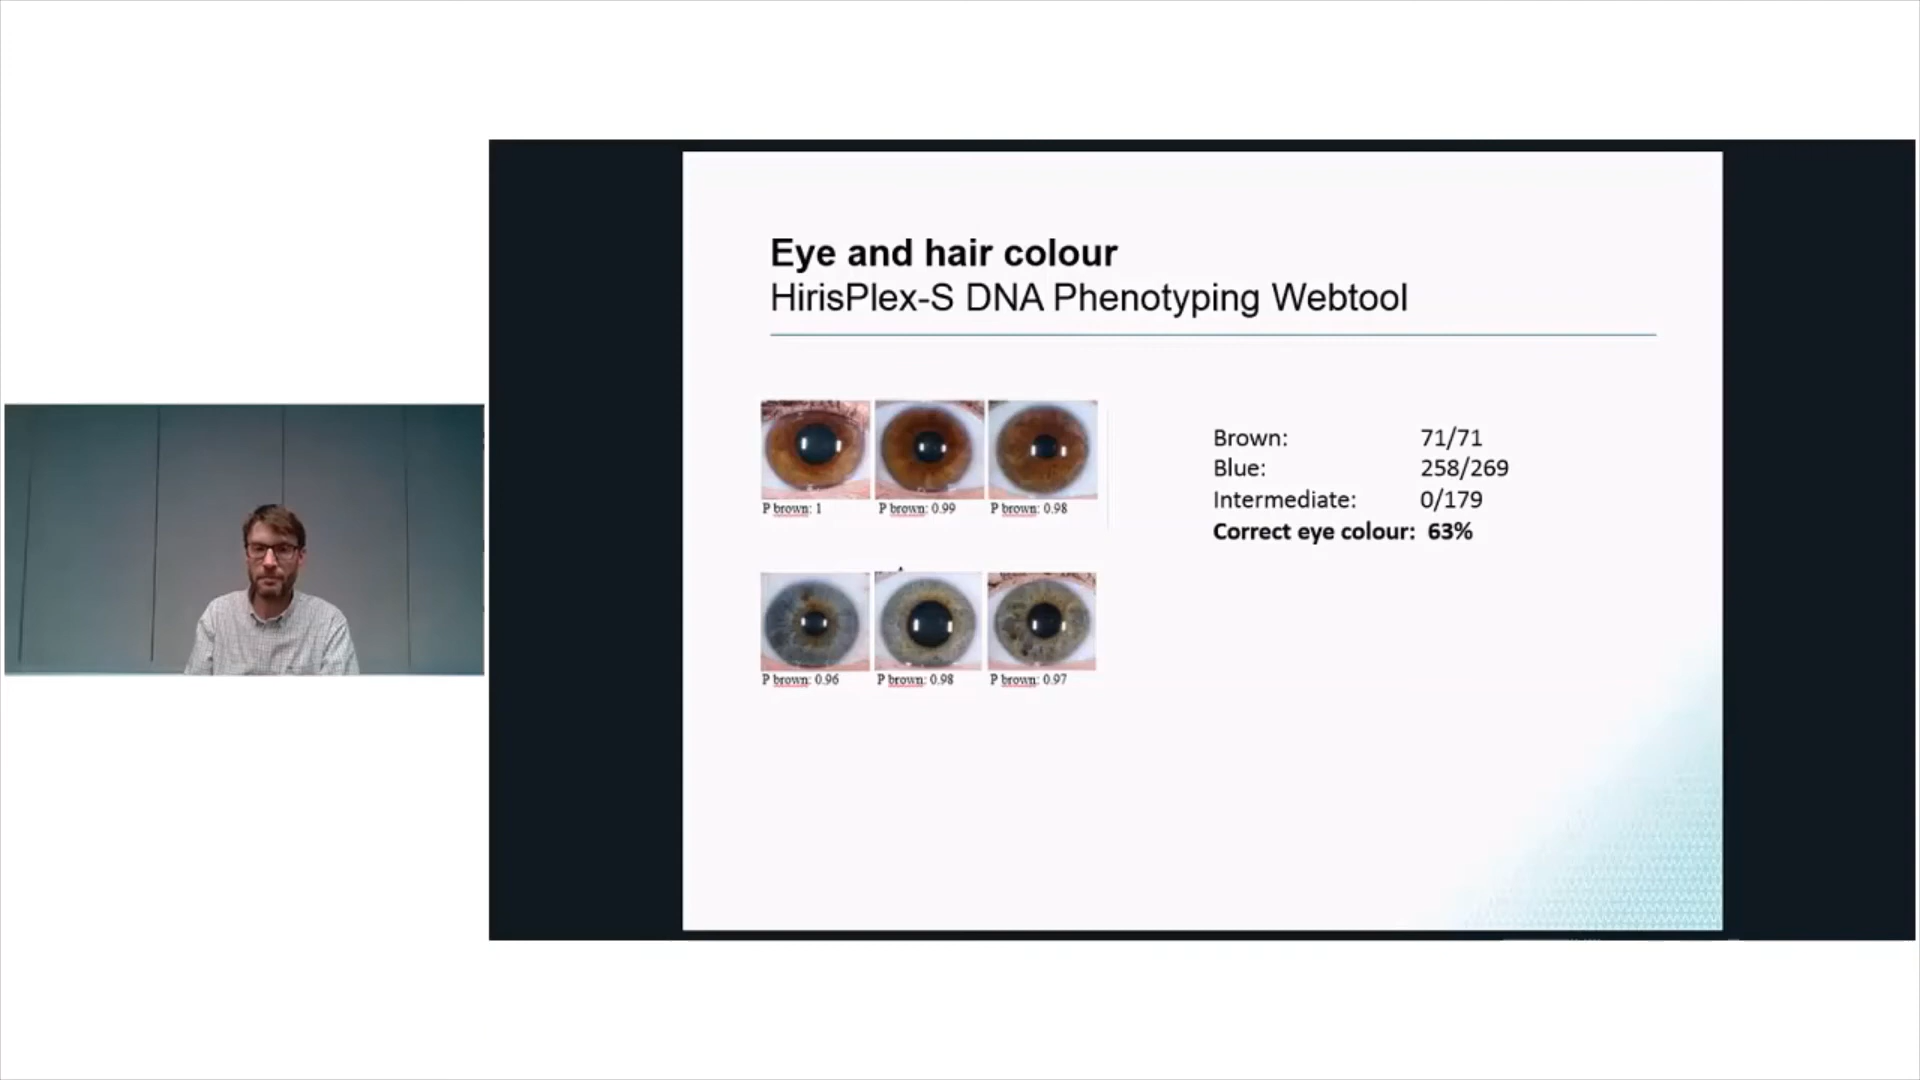 Eye and hair colour
HirisPlex-S DNA Phenotyping Webtool
P brown: 1
P brown: 0.99
P brown: 0.98
P brown: 0.96
P brown: 0.98
P brown: 0.97
Brown: 71/71
Blue: 258/269
Intermediate: 0/179
Correct eye colour: 63%